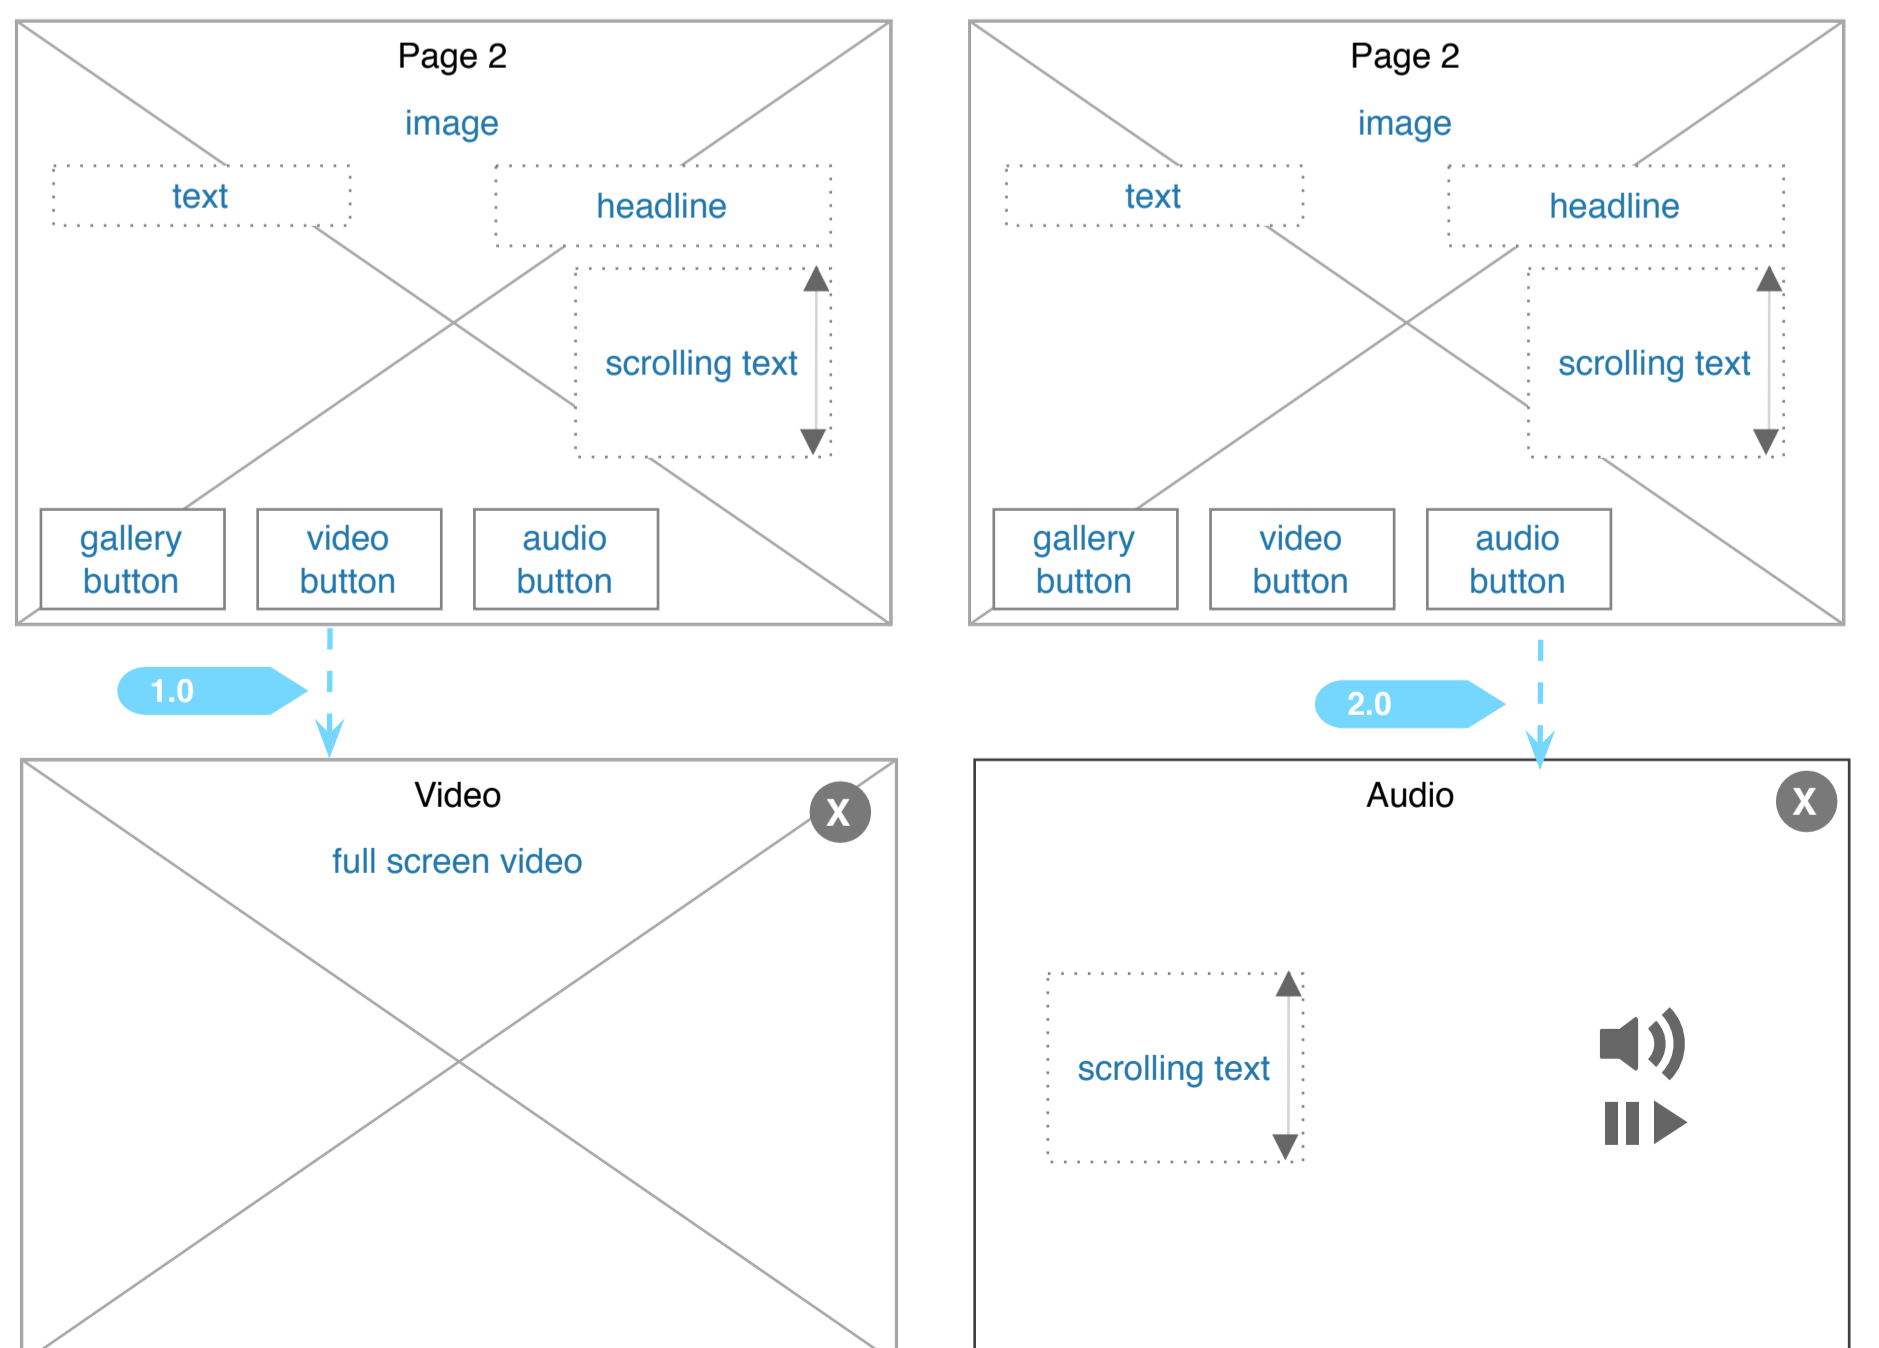 Page 2
image
text
headline
scrolling text
gallery
button
video
button
audio
button
1.0
Video
X
full screen video
Page 2
image
text
headline
scrolling text
gallery
button
video
button
audio
button
2.0
Audio
X
scrolling text